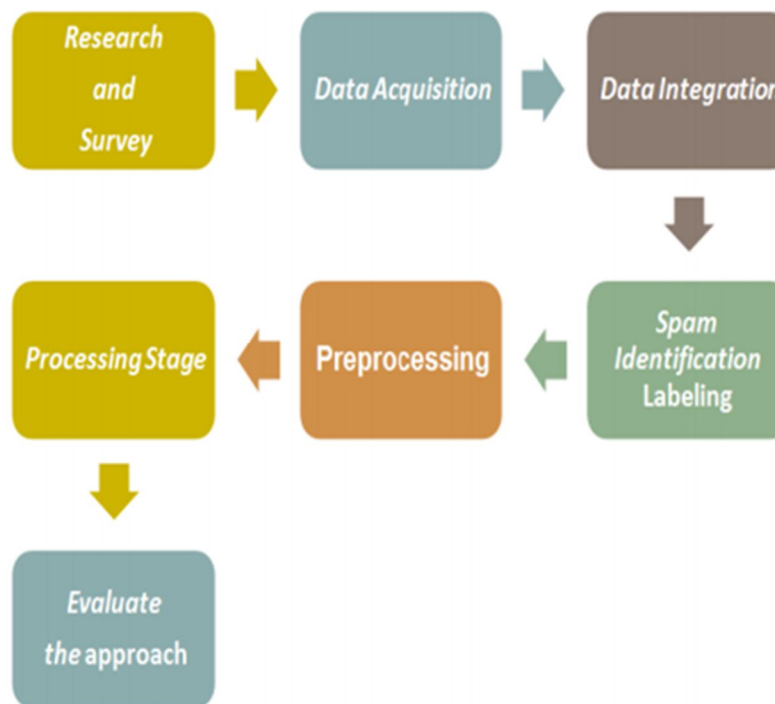 Research
and
Survey
Data Acquisition
Data Integration
Spam
Identification
Labeling
Preprocessing
Processing Stage
Evaluate
the approach